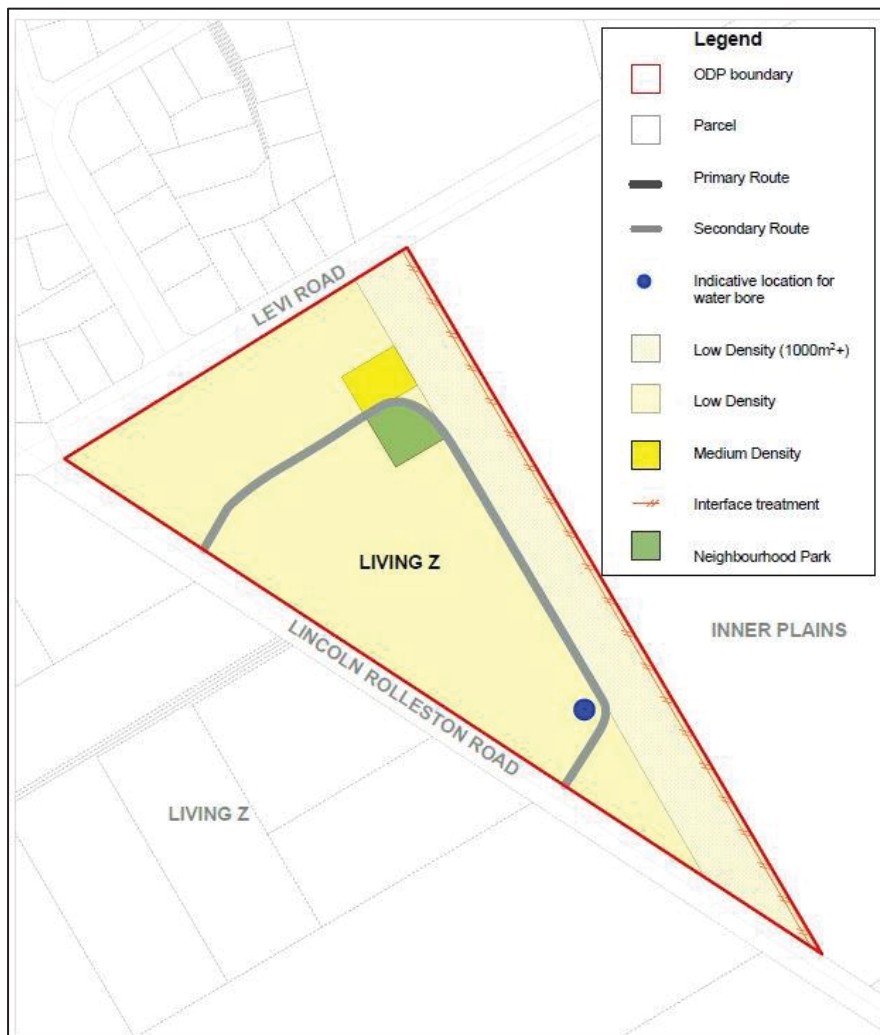 Legend
ODP boundary
Parcel
Primary Route
Secondary Route
Indicative location for
water bore
Low Density (1000m²+)
Low Density
Medium Density
Interface treatment
Neighbourhood Park
LEVI ROAD
LIVING Z
INNER PLAINS
LINCOLN ROLLESTON ROAD
LIVING Z